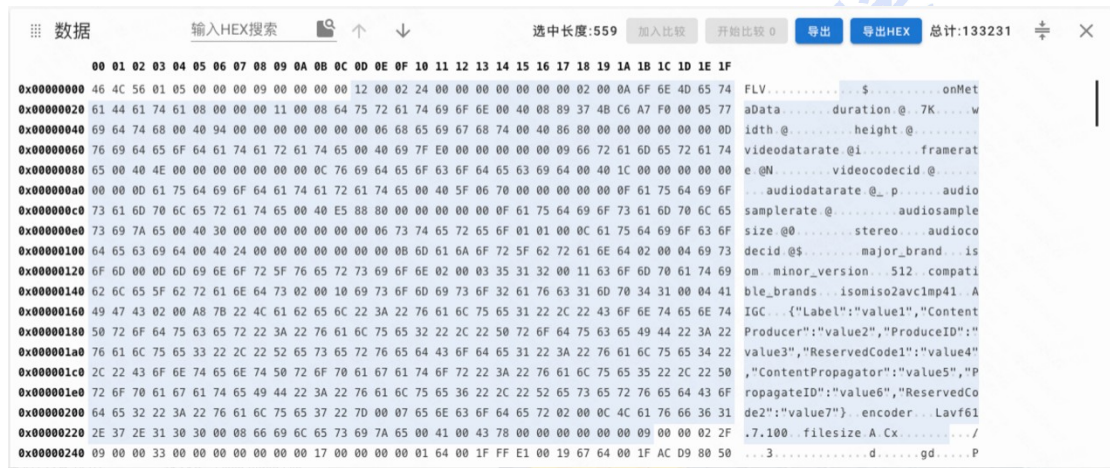 数据 输入HEX搜索 选中长度:559 加入比较 开始比较 0 导出 导出HEX 总计:133231
00 01 02 03 04 05 06 07 08 09 0A 0B 0C 0D 0E 0F 10 11 12 13 14 15 16 17 18 19 1A 1B 1C 1D 1E 1F
0x00000000 46 4C 56 01 05 00 00 00 09 00 00 00 00 12 00 02 24 00 00 00 00 00 00 00 02 00 0A 6F 6E 4D 65 74 FLV..........$.......onMet
0x00000020 61 44 61 74 61 08 00 00 00 11 00 08 64 75 72 61 74 69 6F 6E 00 40 08 89 37 4B C6 A7 F0 00 05 77 aData.......duration.@..7K.....w
0x00000040 69 64 74 68 00 40 94 00 00 00 00 00 00 00 06 68 65 69 67 68 74 00 40 86 80 00 00 00 00 00 00 0D idth.@.........height.@.........
0x00000060 76 69 64 65 6F 64 61 74 61 72 61 74 65 00 40 69 7F E0 00 00 00 00 00 09 66 72 61 6D 65 72 61 74 videodatarate.@i........framerat
0x00000080 65 00 40 4E 00 00 00 00 00 00 00 0C 76 69 64 65 6F 63 6F 64 65 63 69 64 00 40 1C 00 00 00 00 00 e.@N........videocodecid.@......
0x000000a0 00 00 0D 61 75 64 69 6F 64 61 74 61 72 61 74 65 00 40 5F 06 70 00 00 00 00 00 0F 61 75 64 69 6F ...audiodatarate.@_.p......audio
0x000000c0 73 61 6D 70 6C 65 72 61 74 65 00 40 E5 88 80 00 00 00 00 00 0F 61 75 64 69 6F 73 61 6D 70 6C 65 samplerate.@.........audiosample
0x000000e0 73 69 7A 65 00 40 30 00 00 00 00 00 00 00 06 73 74 65 72 65 6F 01 01 00 0C 61 75 64 69 6F 63 6F size.@0........stereo....audioco
0x00000100 64 65 63 69 64 00 40 24 00 00 00 00 00 00 00 0B 6D 61 6A 6F 72 5F 62 72 61 6E 64 02 00 04 69 73 decid.@$........major_brand...is
0x00000120 6F 6D 00 0D 6D 69 6E 6F 72 5F 76 65 72 73 69 6F 6E 02 00 03 35 31 32 00 11 63 6F 6D 70 61 74 69 om..minor_version...512..compati
0x00000140 62 6C 65 5F 62 72 61 6E 64 73 02 00 10 69 73 6F 6D 69 73 6F 32 61 76 63 31 6D 70 34 31 00 04 41 ble_brands...isomiso2avc1mp41..A
0x00000160 49 47 43 02 00 A8 7B 22 4C 61 62 65 6C 22 3A 22 76 61 6C 75 65 31 22 2C 22 43 6F 6E 74 65 6E 74 IGC...{"Label":"value1","Content
0x00000180 50 72 6F 64 75 63 65 72 22 3A 22 76 61 6C 75 65 32 22 2C 22 50 72 6F 64 75 63 65 49 44 22 3A 22 Producer":"value2","ProduceID":"
0x000001a0 76 61 6C 75 65 33 22 2C 22 52 65 73 65 72 76 65 64 43 6F 64 65 31 22 3A 22 76 61 6C 75 65 34 22 value3","ReservedCode1":"value4"
0x000001c0 2C 22 43 6F 6E 74 65 6E 74 50 72 6F 70 61 67 61 74 6F 72 22 3A 22 76 61 6C 75 65 35 22 2C 22 50 ,"ContentPropagator":"value5","P
0x000001e0 72 6F 70 61 67 61 74 65 49 44 22 3A 22 76 61 6C 75 65 36 22 2C 22 52 65 73 65 72 76 65 64 43 6F ropagateID":"value6","ReservedCo
0x00000200 64 65 32 22 3A 22 76 61 6C 75 65 37 22 7D 00 07 65 6E 63 6F 64 65 72 02 00 0C 4C 61 76 66 36 31 de2":"value7"}..encoder...Lavf61
0x00000220 2E 37 2E 31 30 30 00 08 66 69 6C 65 73 69 7A 65 00 41 00 43 78 00 00 00 00 00 00 09 00 00 02 2F .7.100..filesize.A.Cx........../
0x00000240 09 00 00 33 00 00 00 00 00 00 00 17 00 00 00 00 01 64 00 1F FF E1 00 19 67 64 00 1F AC D9 80 50 ...3.............d......gd.....P